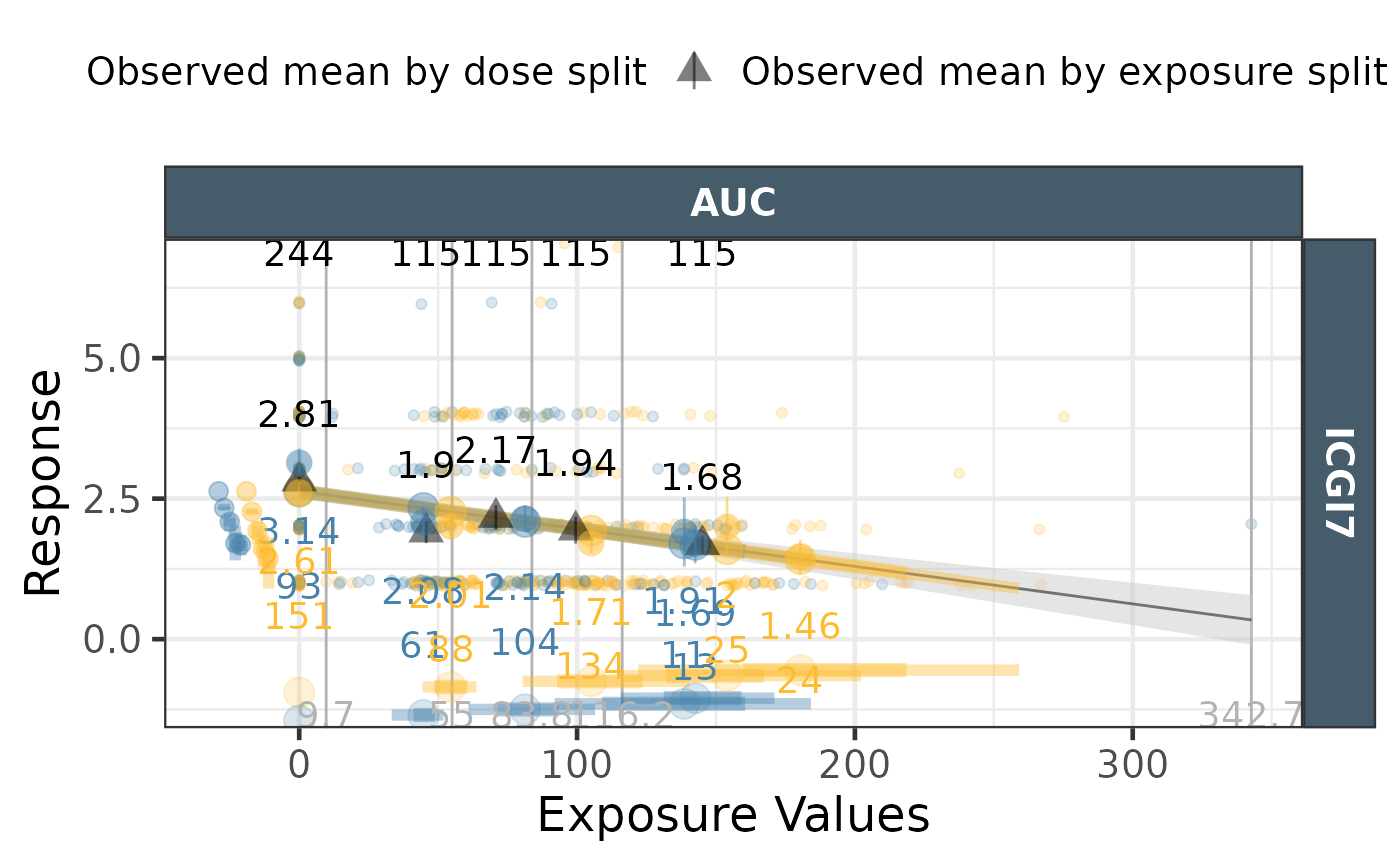 Observed mean by dose split Observed mean by exposure split
AUC
244 115 115 115 115
5.0
2.81
2.17
1.9 1.94
1.68
2.5
3.14
2.61
93 2.08 2.01 2.14 1.91 2
151 1.71 1.69 1.46
0.0
61 88 104 11 25
134 13 24
9.7 55 83.8 116.2 342.7
0 100 200 300
Exposure Values
Response
ICGI7